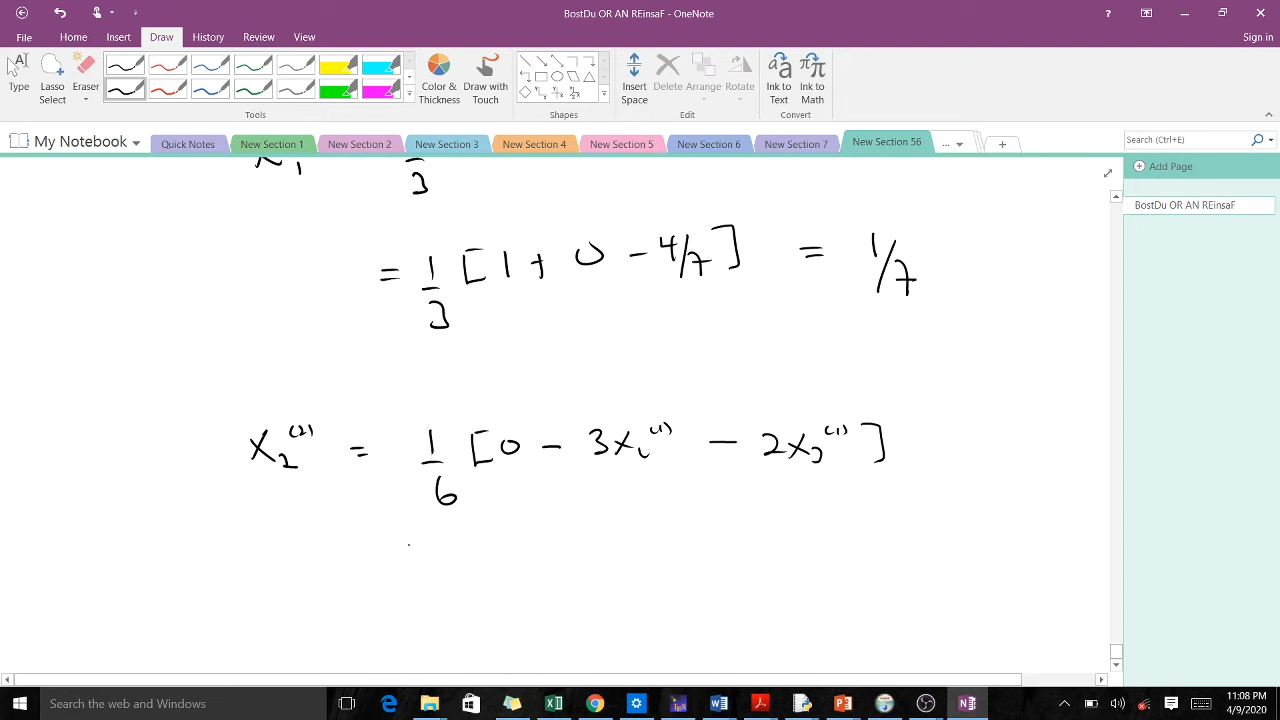 BostDu OR AN REinsaF - OneNote
Sign in
File Home Insert Draw History Review View
Type Lasso Select Eraser Color & Thickness Draw with Touch Insert Space Delete Arrange Rotate Ink to Text Ink to Math
Tools Shapes Edit Convert
My Notebook Quick Notes New Section 1 New Section 2 New Section 3 New Section 4 New Section 5 New Section 6 New Section 7 New Section 56 ... + Search (Ctrl+E)
Add Page
BostDu OR AN REinsaF
3
= 1/3 [1 + 0 - 4/7] = 1/7
x₂⁽²⁾ = 1/6 [0 - 3x₁⁽¹⁾ - 2x₃⁽¹⁾]
Search the web and Windows
11:08 PM
4/9/2020